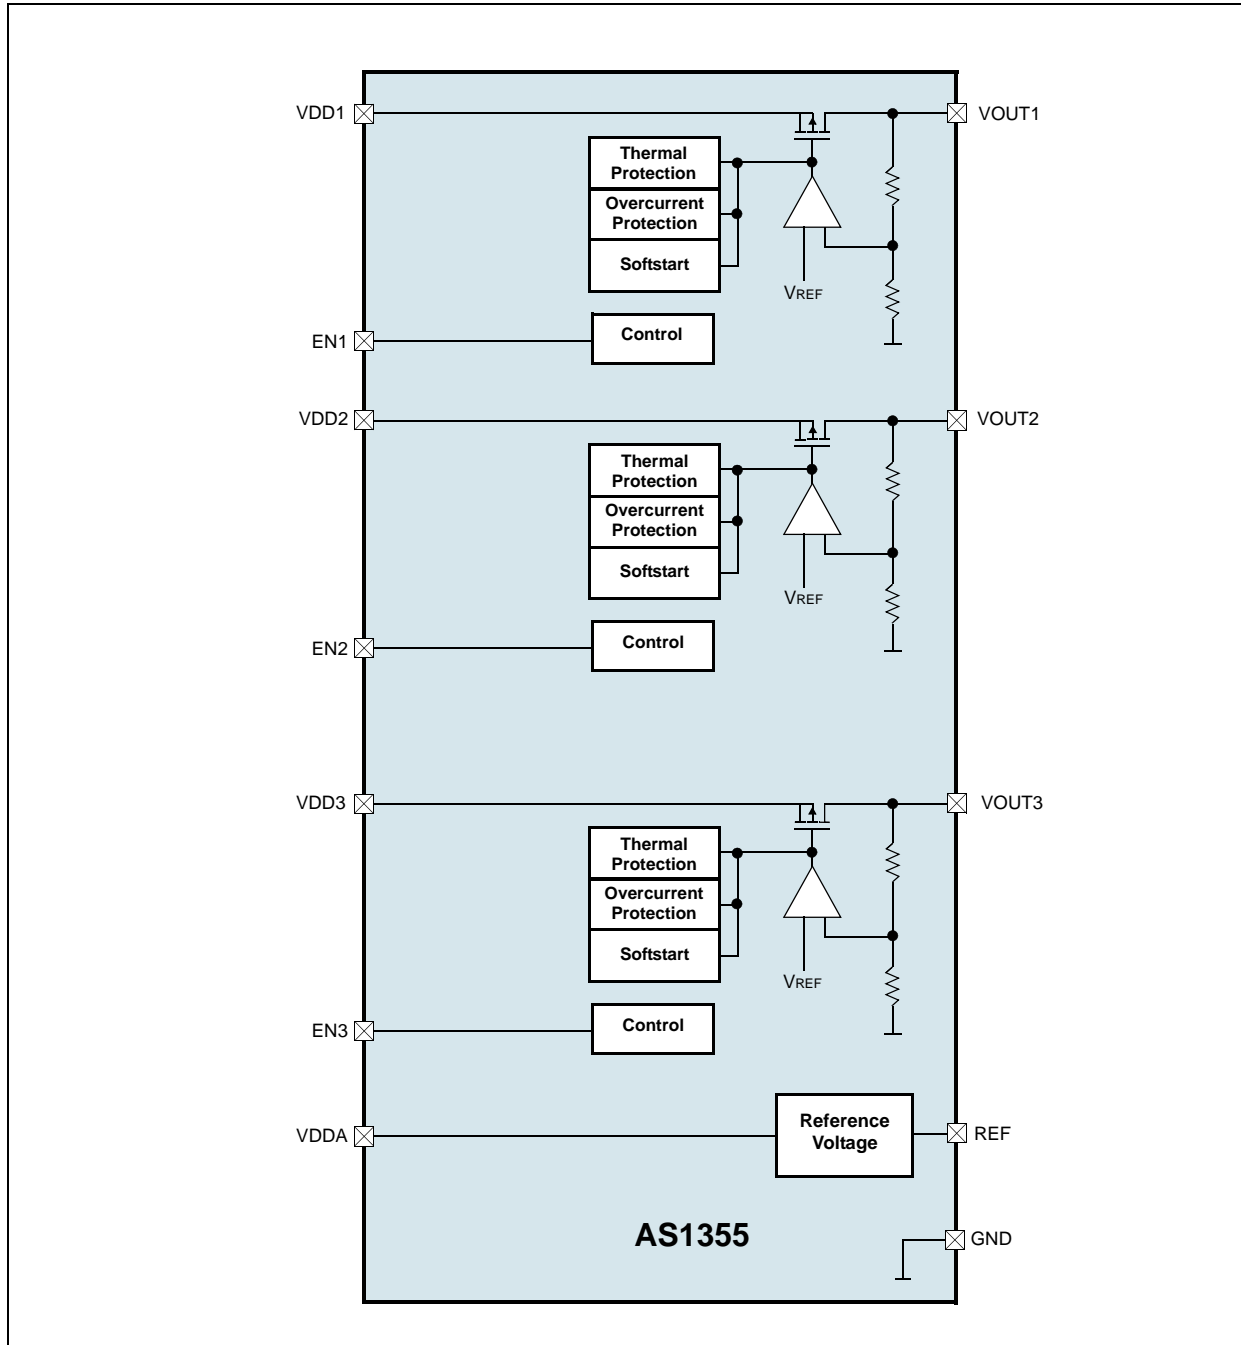 VDD1
VOUT1
Thermal
Protection
Overcurrent
Protection
Softstart
VREF
EN1
Control
VDD2
VOUT2
Thermal
Protection
Overcurrent
Protection
Softstart
VREF
EN2
Control
VDD3
VOUT3
Thermal
Protection
Overcurrent
Protection
Softstart
VREF
EN3
Control
VDDA
Reference
Voltage
REF
AS1355
GND